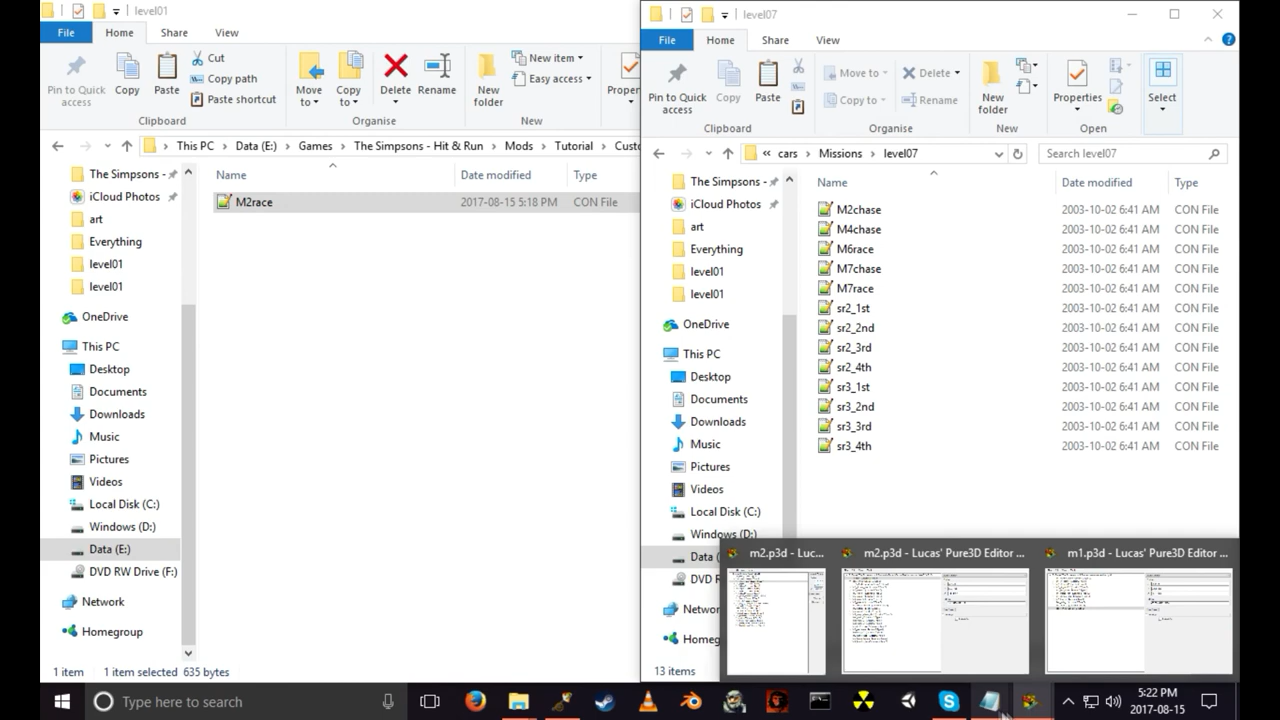 level01
File
Home
Share
View
Pin to Quick access
Copy
Paste
Cut
Copy path
Paste shortcut
Clipboard
Move to
Copy to
Delete
Rename
Organise
New folder
New item
Easy access
New
Proper
This PC
Data (E:)
Games
The Simpsons - Hit & Run
Mods
Tutorial
Custo
The Simpsons -
iCloud Photos
art
Everything
level01
level01
OneDrive
This PC
Desktop
Documents
Downloads
Music
Pictures
Videos
Local Disk (C:)
Windows (D:)
Data (E:)
DVD RW Drive (F:)
Network
Homegroup
Name
Date modified
Type
M2race 2017-08-15 5:18 PM CON File
1 item 1 item selected 635 bytes
level07
File
Home
Share
View
Pin to Quick access
Copy
Paste
Clipboard
Move to
Copy to
Delete
Rename
Organise
New folder
New
Properties
Open
Select
« cars
Missions
level07
Search level07
The Simpsons -
iCloud Photos
art
Everything
level01
level01
OneDrive
This PC
Desktop
Documents
Downloads
Music
Pictures
Videos
Local Disk (C:)
Windows (D:)
Data
DVD R
Network
Homeg
Name
Date modified
Type
M2chase 2003-10-02 6:41 AM CON File
M4chase 2003-10-02 6:41 AM CON File
M6race 2003-10-02 6:41 AM CON File
M7chase 2003-10-02 6:41 AM CON File
M7race 2003-10-02 6:41 AM CON File
sr2_1st 2003-10-02 6:41 AM CON File
sr2_2nd 2003-10-02 6:41 AM CON File
sr2_3rd 2003-10-02 6:41 AM CON File
sr2_4th 2003-10-02 6:41 AM CON File
sr3_1st 2003-10-02 6:41 AM CON File
sr3_2nd 2003-10-02 6:41 AM CON File
sr3_3rd 2003-10-02 6:41 AM CON File
sr3_4th 2003-10-02 6:41 AM CON File
13 items
m2.p3d - Luc...
m2.p3d - Lucas' Pure3D Editor ...
m1.p3d - Lucas' Pure3D Editor ...
Type here to search
5:22 PM
2017-08-15